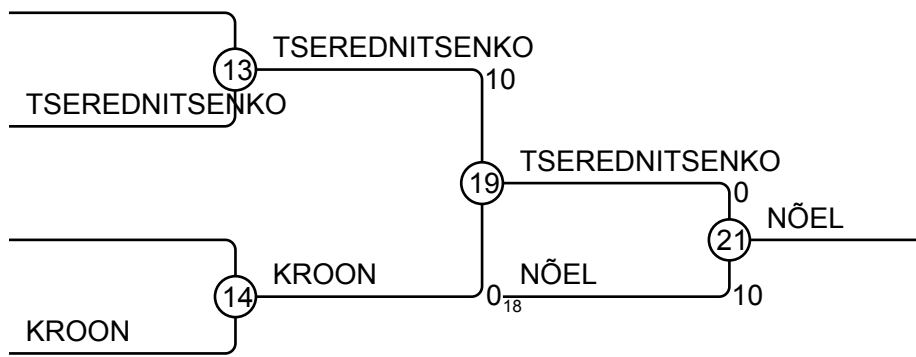 TSEREDNITSENKO
13
10
TSEREDNITSENKO
TSEREDNITSENKO
19
0
NÕEL
21
KROON
NÕEL
14
0
18
10
KROON